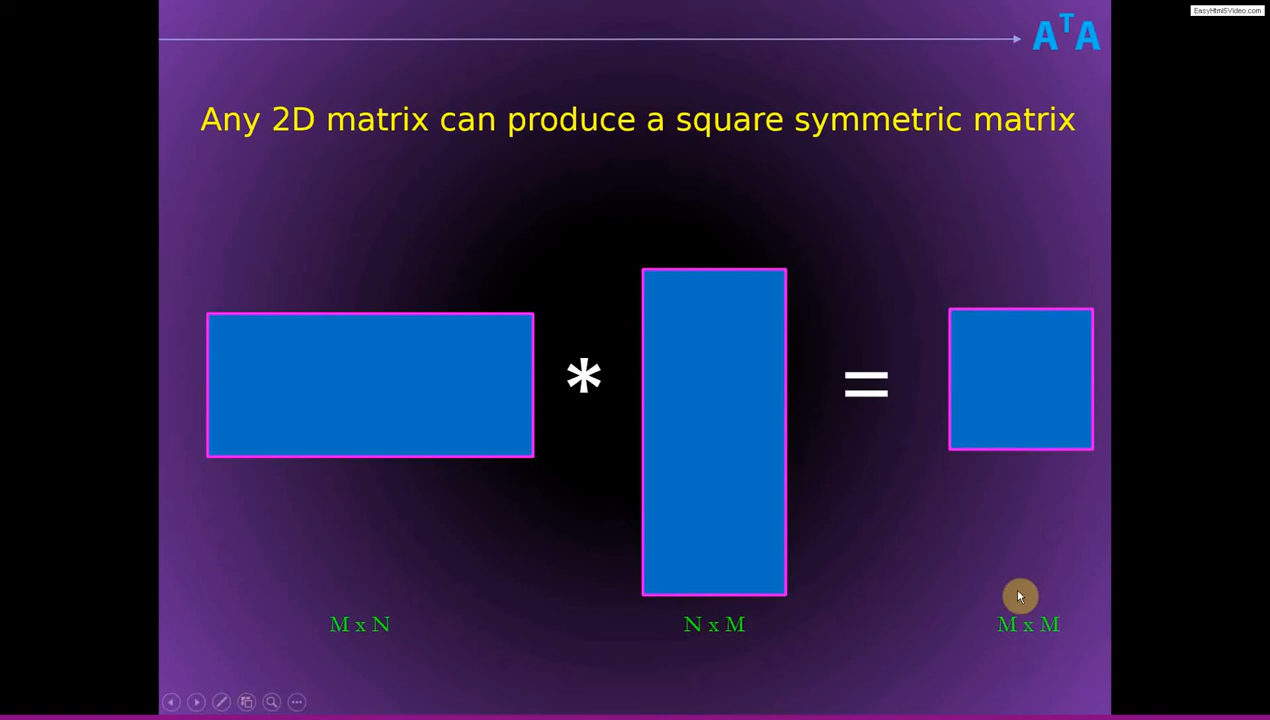 EasyHtml5Video.com
AᵀA
Any 2D matrix can produce a square symmetric matrix
* =
M x N N x M M x M